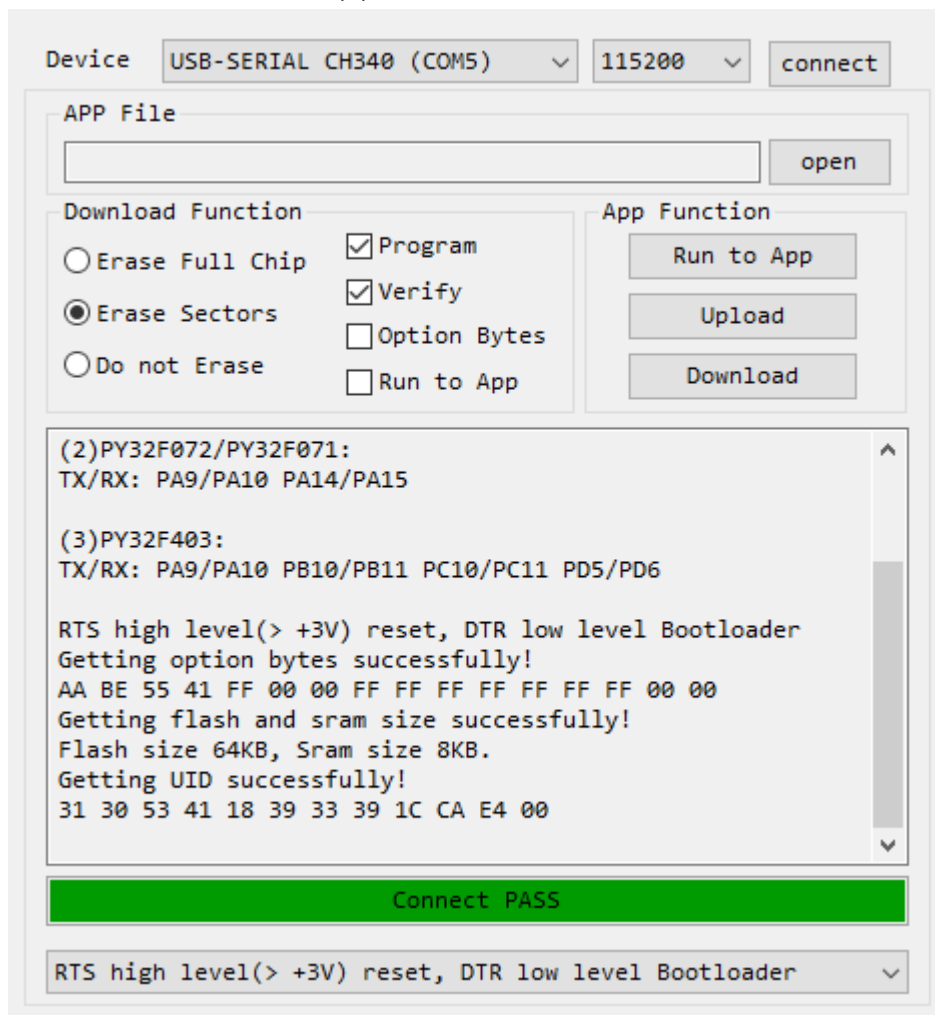 Device USB-SERIAL CH340 (COM5) 115200 connect
APP File
open
Download Function
Erase Full Chip
Erase Sectors
Do not Erase
Program
Verify
Option Bytes
Run to App
App Function
Run to App
Upload
Download
(2)PY32F072/PY32F071:
TX/RX: PA9/PA10 PA14/PA15
(3)PY32F403:
TX/RX: PA9/PA10 PB10/PB11 PC10/PC11 PD5/PD6
RTS high level(> +3V) reset, DTR low level Bootloader
Getting option bytes successfully!
AA BE 55 41 FF 00 00 FF FF FF FF FF FF FF 00 00
Getting flash and sram size successfully!
Flash size 64KB, Sram size 8KB.
Getting UID successfully!
31 30 53 41 18 39 33 39 1C CA E4 00
Connect PASS
RTS high level(> +3V) reset, DTR low level Bootloader